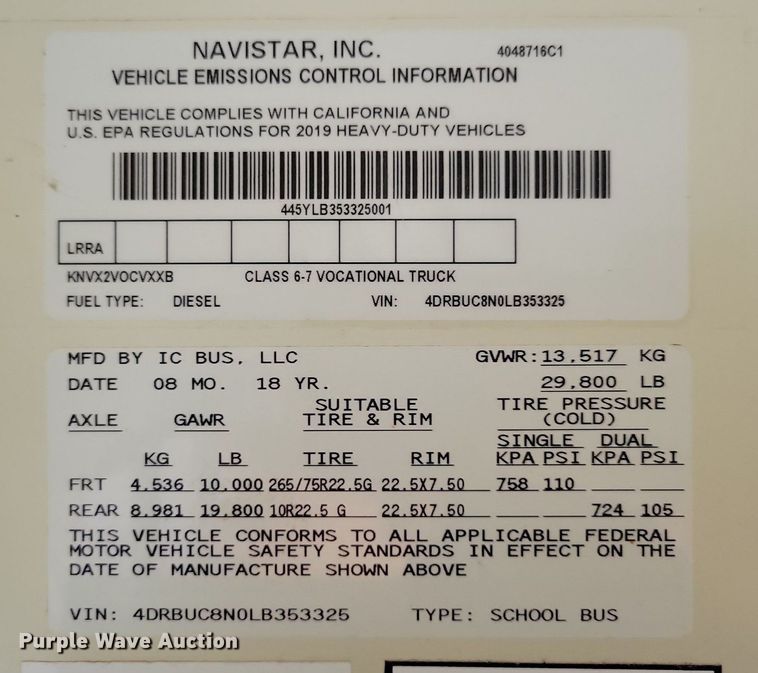 NAVISTAR, INC. 4048716C1
VEHICLE EMISSIONS CONTROL INFORMATION
THIS VEHICLE COMPLIES WITH CALIFORNIA AND
U.S. EPA REGULATIONS FOR 2019 HEAVY-DUTY VEHICLES
445YLB353325001
LRRA
KNVX2VOCVXXB CLASS 6-7 VOCATIONAL TRUCK
FUEL TYPE: DIESEL VIN: 4DRBUC8N0LB353325
MFD BY IC BUS, LLC GVWR: 13,517 KG
DATE 08 MO. 18 YR. 29,800 LB
SUITABLE TIRE PRESSURE
AXLE GAWR TIRE & RIM (COLD)
SINGLE DUAL
KG LB TIRE RIM KPA PSI KPA PSI
FRT 4,536 10,000 265/75R22.5G 22.5X7.50 758 110
REAR 8,981 19,800 10R22.5 G 22.5X7.50 724 105
THIS VEHICLE CONFORMS TO ALL APPLICABLE FEDERAL
MOTOR VEHICLE SAFETY STANDARDS IN EFFECT ON THE
DATE OF MANUFACTURE SHOWN ABOVE
VIN: 4DRBUC8N0LB353325 TYPE: SCHOOL BUS
Purple Wave Auction